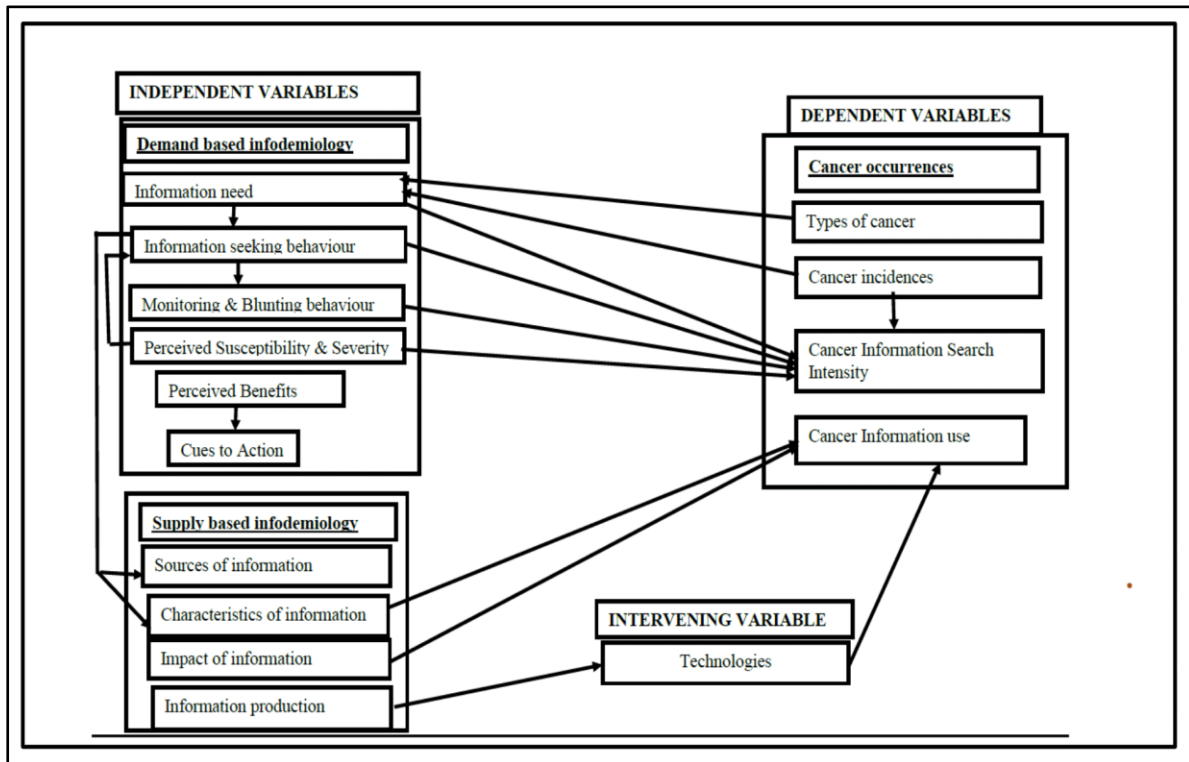 INDEPENDENT VARIABLES
Demand based infodemiology
Information need
Information seeking behaviour
Monitoring & Blunting behaviour
Perceived Susceptibility & Severity
Perceived Benefits
Cues to Action
Supply based infodemiology
Sources of information
Characteristics of information
Impact of information
Information production
INTERVENING VARIABLE
Technologies
DEPENDENT VARIABLES
Cancer occurrences
Types of cancer
Cancer incidences
Cancer Information Search
Intensity
Cancer Information use